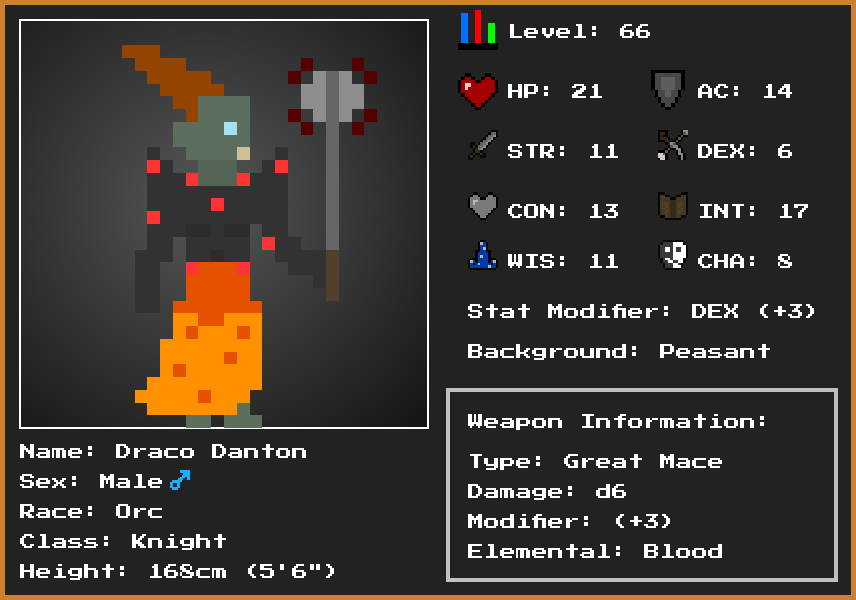 Level: 66
HP: 21
AC: 14
STR: 11
DEX: 6
CON: 13
INT: 17
WIS: 11
CHA: 8
Stat Modifier: DEX (+3)
Background: Peasant
Weapon Information:
Type: Great Mace
Damage: d6
Modifier: (+3)
Elemental: Blood
Name: Draco Danton
Sex: Male♂
Race: Orc
Class: Knight
Height: 168cm (5'6")